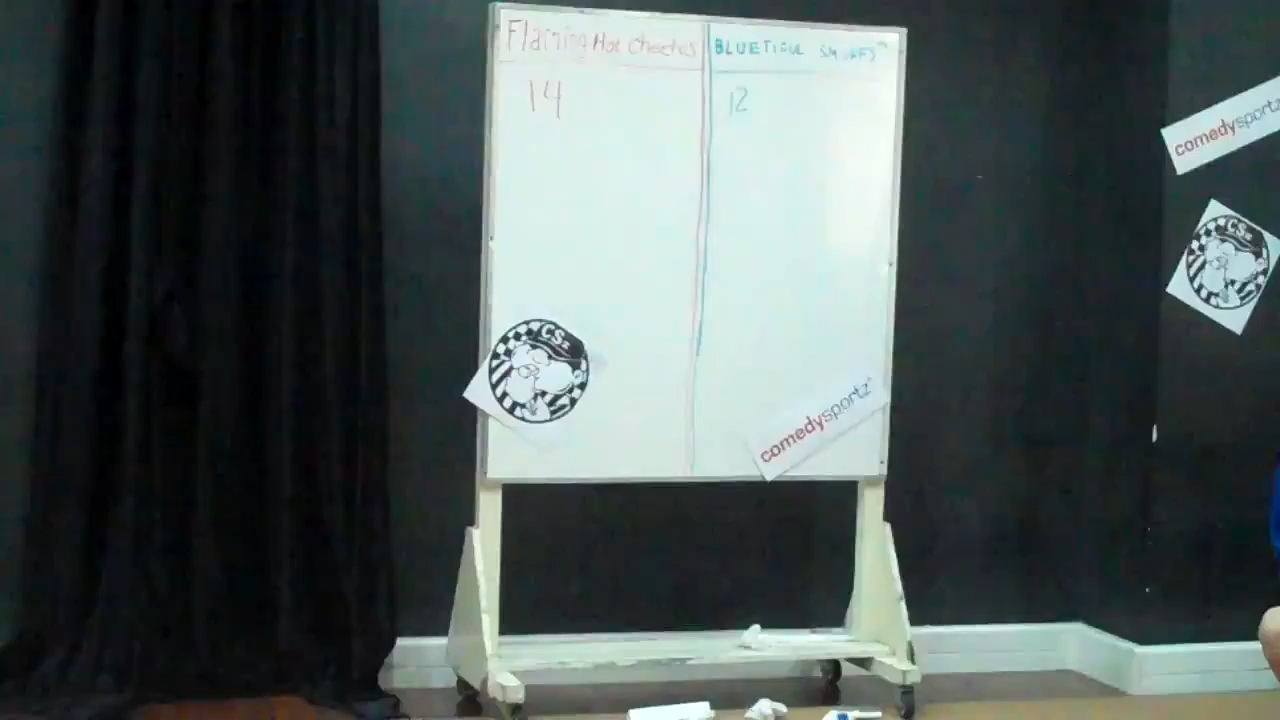 Flaming Hot Cheetos
BLUETIFUL SMURFS
14
12
CSz
comedysportz
comedysportz
CSz